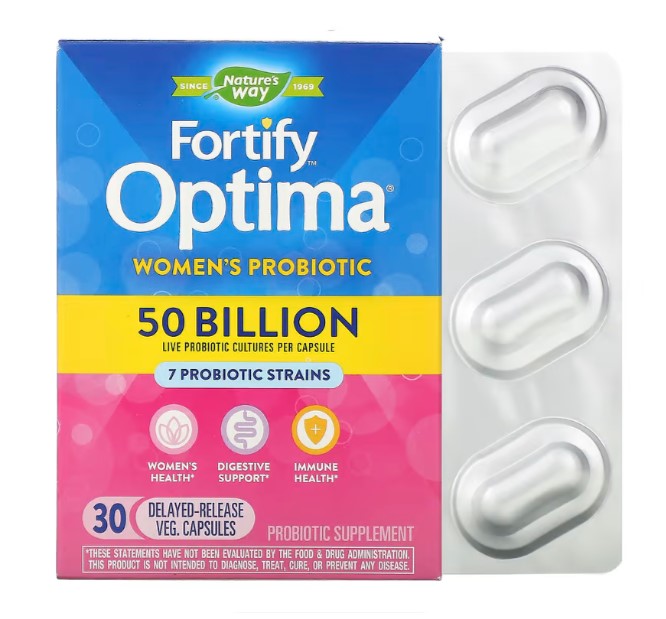 SINCE Nature's Way 1969
Fortify™
Optima®
WOMEN'S PROBIOTIC
50 BILLION
LIVE PROBIOTIC CULTURES PER CAPSULE
7 PROBIOTIC STRAINS
WOMEN'S HEALTH*
DIGESTIVE SUPPORT*
IMMUNE HEALTH*
30 DELAYED-RELEASE VEG. CAPSULES
PROBIOTIC SUPPLEMENT
*THESE STATEMENTS HAVE NOT BEEN EVALUATED BY THE FOOD & DRUG ADMINISTRATION.
THIS PRODUCT IS NOT INTENDED TO DIAGNOSE, TREAT, CURE, OR PREVENT ANY DISEASE.